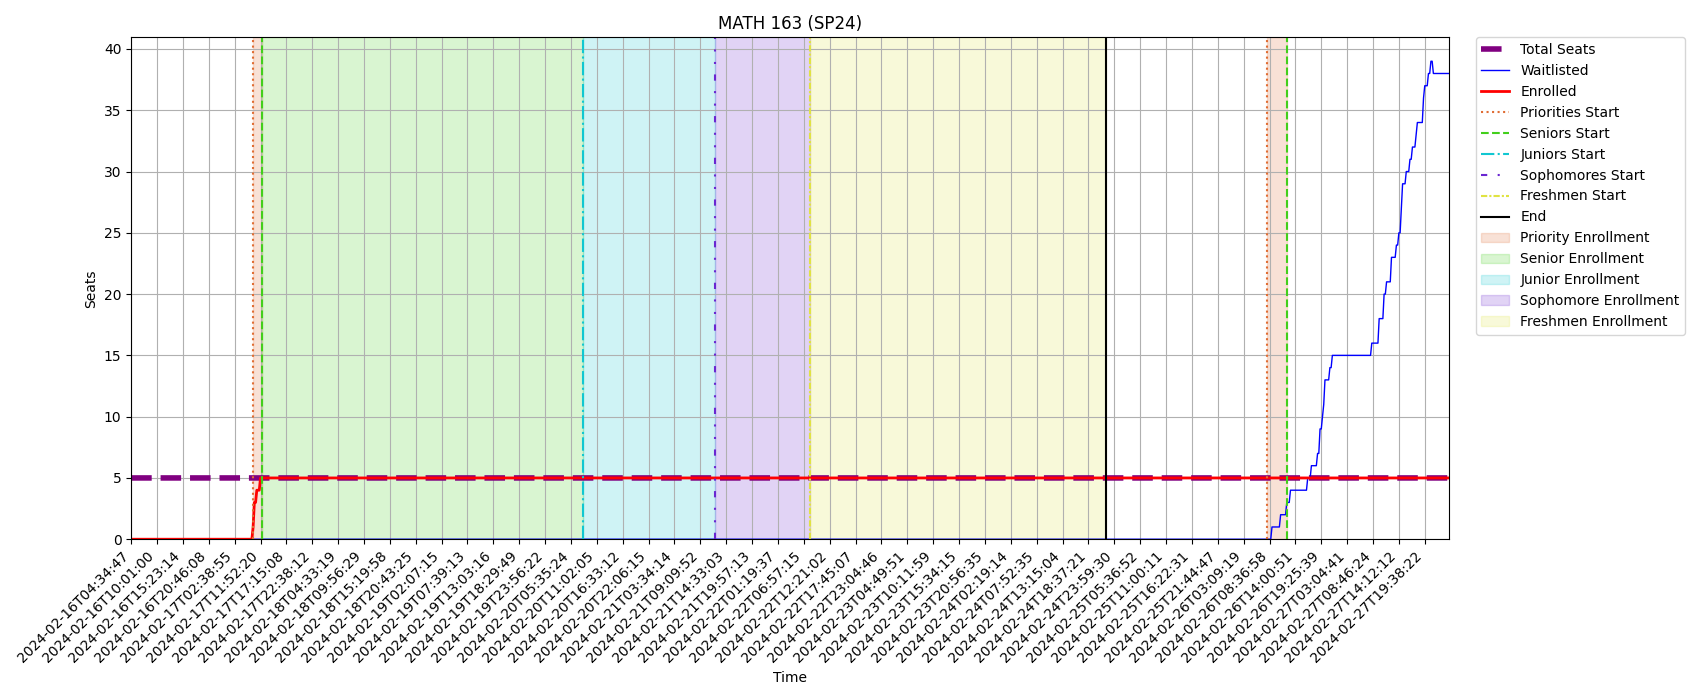 MATH 163 (SP24)
Seats
40
35
30
25
20
15
10
5
0
2024-02-16T04:34:47
2024-02-16T10:01:00
2024-02-16T15:23:14
2024-02-16T20:46:08
2024-02-17T02:38:55
2024-02-17T11:52:20
2024-02-17T17:15:08
2024-02-17T22:38:12
2024-02-18T04:33:19
2024-02-18T09:56:29
2024-02-18T15:19:58
2024-02-18T20:43:25
2024-02-19T02:07:15
2024-02-19T07:39:13
2024-02-19T13:03:16
2024-02-19T18:29:49
2024-02-19T23:56:22
2024-02-20T05:35:24
2024-02-20T11:02:05
2024-02-20T16:33:12
2024-02-20T22:06:15
2024-02-21T03:34:14
2024-02-21T09:09:52
2024-02-21T14:33:03
2024-02-21T19:57:13
2024-02-22T01:19:37
2024-02-22T06:57:15
2024-02-22T12:21:02
2024-02-22T17:45:07
2024-02-22T23:04:46
2024-02-23T04:49:51
2024-02-23T10:11:59
2024-02-23T15:34:15
2024-02-23T20:56:35
2024-02-24T02:19:14
2024-02-24T07:52:35
2024-02-24T13:15:04
2024-02-24T18:37:21
2024-02-24T23:59:30
2024-02-25T05:36:52
2024-02-25T11:00:11
2024-02-25T16:22:31
2024-02-25T21:44:47
2024-02-26T03:09:19
2024-02-26T08:36:58
2024-02-26T14:00:51
2024-02-26T19:25:39
2024-02-27T03:04:41
2024-02-27T08:46:24
2024-02-27T14:12:12
2024-02-27T19:38:22
Time
Total Seats
Waitlisted
Enrolled
Priorities Start
Seniors Start
Juniors Start
Sophomores Start
Freshmen Start
End
Priority Enrollment
Senior Enrollment
Junior Enrollment
Sophomore Enrollment
Freshmen Enrollment